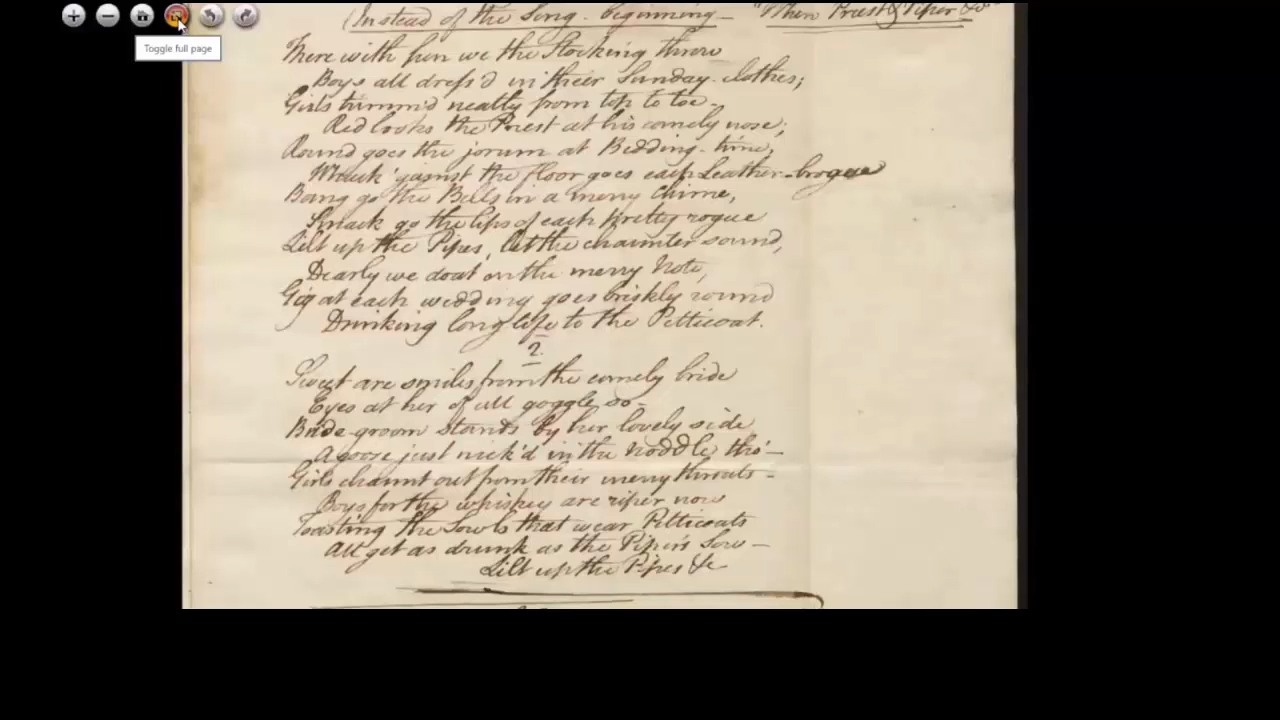 Toggle full page
(Instead of the Song - beginning - "When Priest & Piper &c"
There with fun we the Stocking throw
Boys all dress'd in their Sunday clothes;
Girls trimm'd neatly from top to toe -
Red looks the Priest at his comely nose;
Round goes the jorum at Bedding-time,
Whack 'gainst the floor goes each Leather-brogue
Bang go the Bells in a merry Chime,
Smack go the lips of each pretty rogue
Lilt up the Pipes, let the chaunter sound,
Dearly we doat on the merry Note,
Gig at each wedding goes briskly round
Drinking long life to the Petticoat.
2
Sweet are smiles from the comely bride
Eyes at her of all goggle so -
Bride-groom stands by her lovely side
A goose just nick'd in the Noddle tho' -
Girls chaunt out from their merry throats -
Boys for the whiskey are riper now
Toasting the Sowls that wear Petticoats
All get as drunk as the Piper's Sow -
Lilt up the Pipes &c